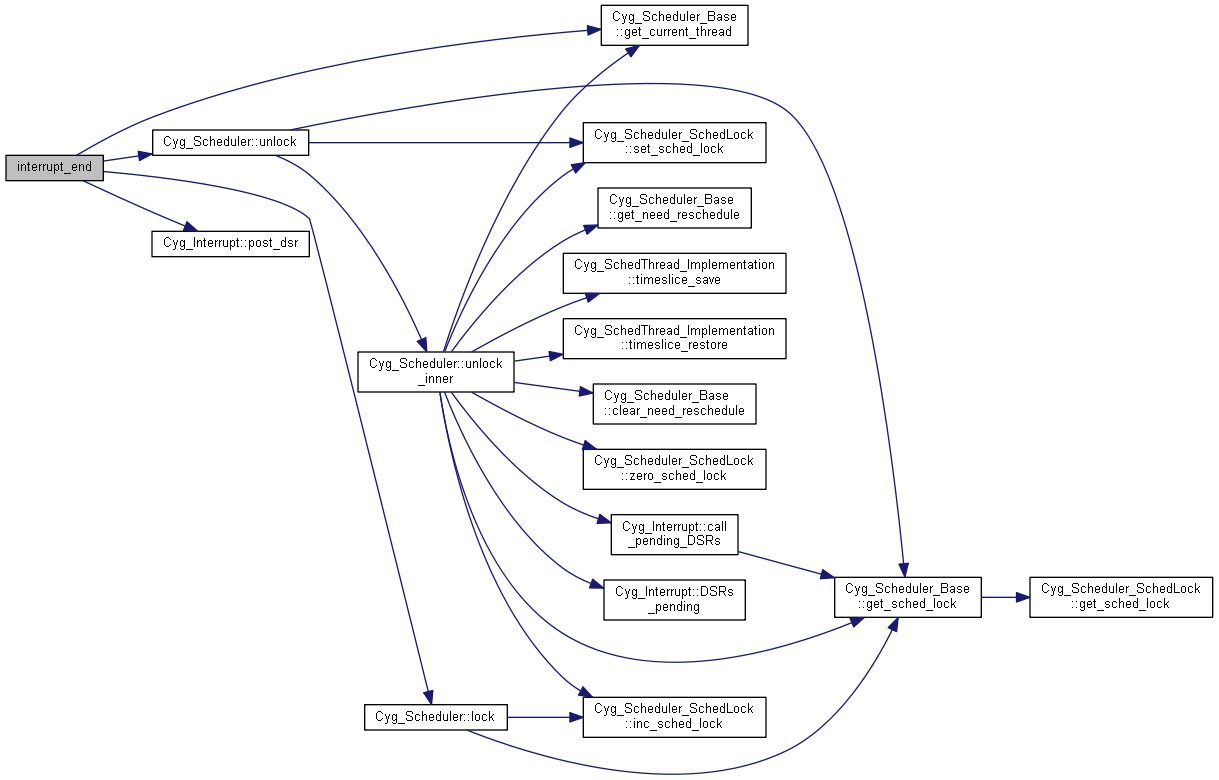 Cyg_Scheduler_Base
::get_current_thread
interrupt_end
Cyg_Scheduler::unlock
Cyg_Interrupt::post_dsr
Cyg_Scheduler_SchedLock
::set_sched_lock
Cyg_Scheduler_Base
::get_need_reschedule
Cyg_SchedThread_Implementation
::timeslice_save
Cyg_SchedThread_Implementation
::timeslice_restore
Cyg_Scheduler::unlock
_inner
Cyg_Scheduler_Base
::clear_need_reschedule
Cyg_Scheduler_SchedLock
::zero_sched_lock
Cyg_Interrupt::call
_pending_DSRs
Cyg_Interrupt::DSRs
_pending
Cyg_Scheduler_Base
::get_sched_lock
Cyg_Scheduler_SchedLock
::get_sched_lock
Cyg_Scheduler::lock
Cyg_Scheduler_SchedLock
::inc_sched_lock